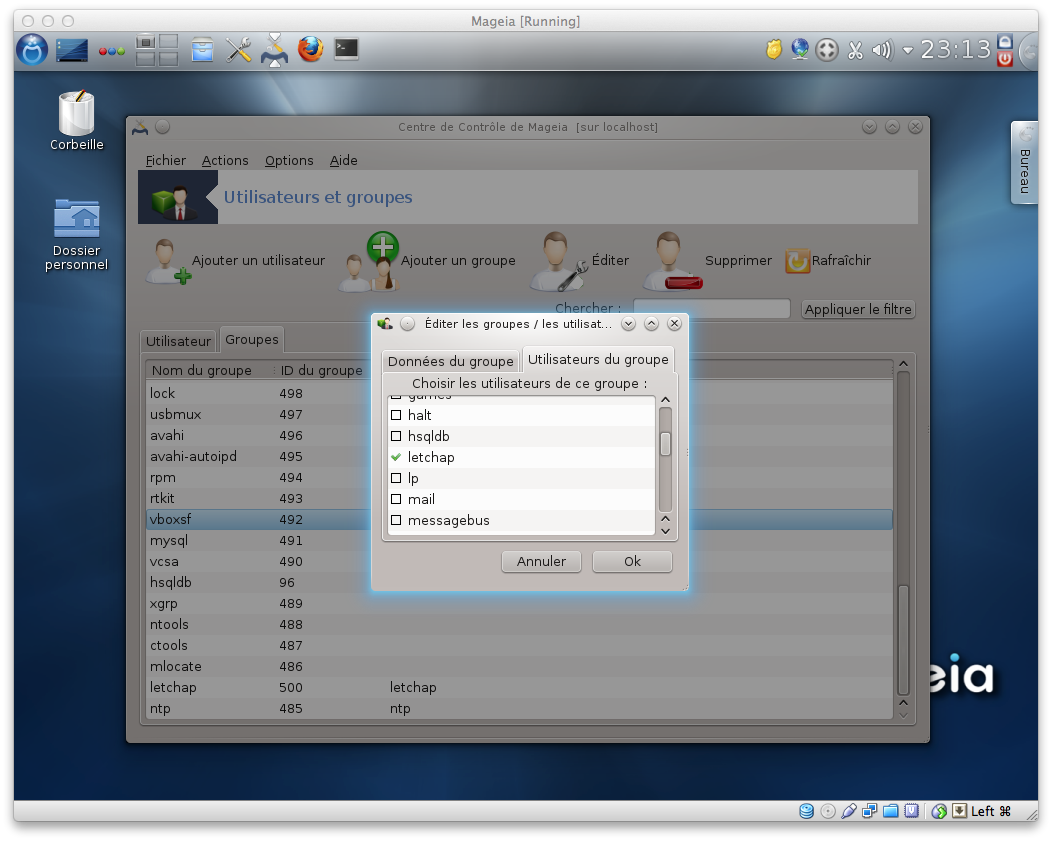 Mageia [Running]
23:13
Corbeille
Dossier
personnel
Bureau
Centre de Contrôle de Mageia [sur localhost]
Fichier Actions Options Aide
Utilisateurs et groupes
Ajouter un utilisateur Ajouter un groupe Éditer Supprimer Rafraîchir
Chercher : Appliquer le filtre
Utilisateur Groupes
Nom du groupe ID du groupe
lock 498
usbmux 497
avahi 496
avahi-autoipd 495
rpm 494
rtkit 493
vboxsf 492
mysql 491
vcsa 490
hsqldb 96
xgrp 489
ntools 488
ctools 487
mlocate 486
letchap 500 letchap
ntp 485 ntp
Éditer les groupes / les utilisat...
Données du groupe Utilisateurs du groupe
Choisir les utilisateurs de ce groupe :
games
halt
hsqldb
letchap
lp
mail
messagebus
Annuler Ok
eia
Left ⌘